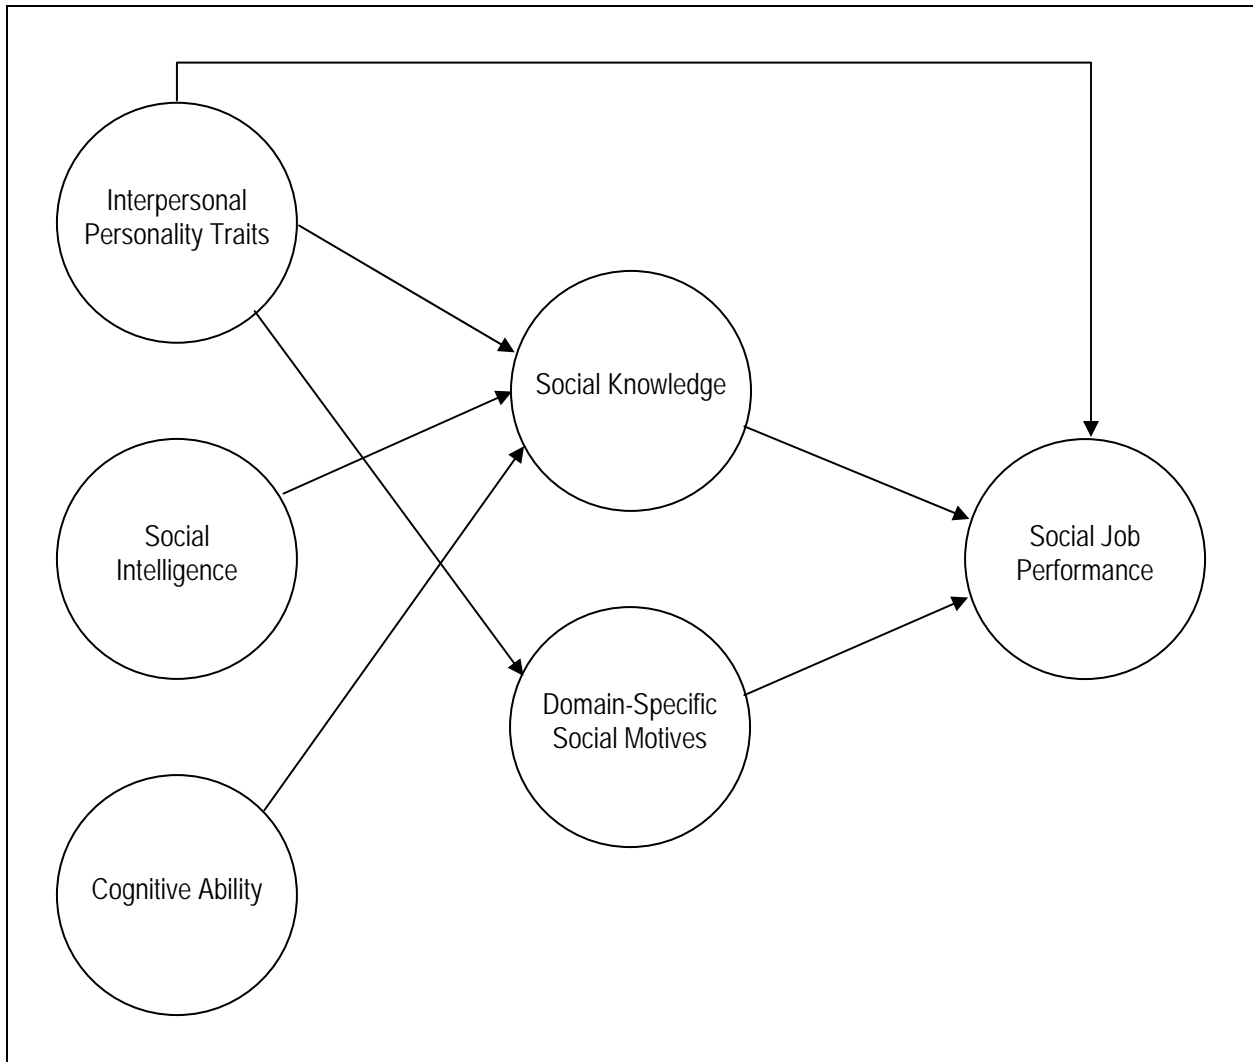 Interpersonal
Personality Traits
Social Knowledge
Social
Intelligence
Social Job
Performance
Domain-Specific
Social Motives
Cognitive Ability